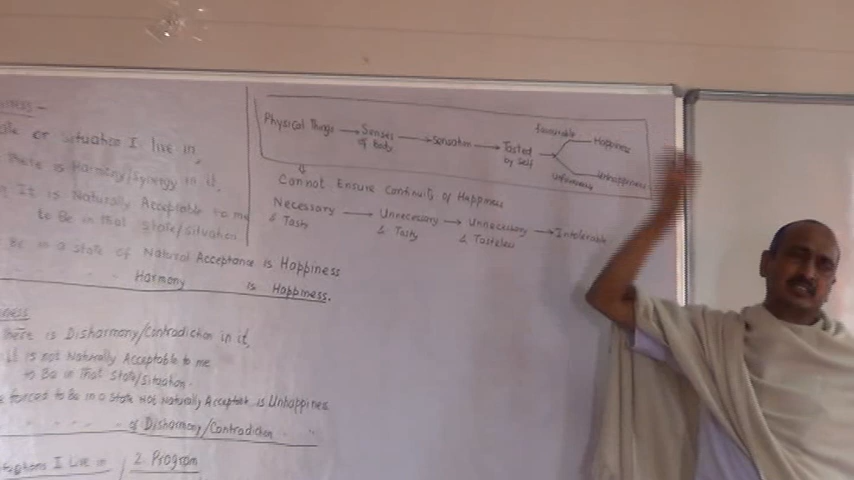 ate or situation I live in,
There is Harmony/Synergy in it,
It is Naturally Acceptable to me
to Be in that State/Situation
Be in a state of Natural Acceptance is Happiness
Harmony is Happiness.
There is Disharmony/Contradiction in it,
it is not Naturally Acceptable to me
to Be in That State/Situation.
forced to Be in a state Not Naturally Acceptable is Unhappiness
" " " " of Disharmony/Contradiction " "
I Live in
2. Program
Physical Things → Senses of Body → Sensation → Tasted by Self
favourable → Happiness
→ Unhappiness
Cannot Ensure Continuity of Happiness
Necessary & Tasty → Unnecessary & Tasty → Unnecessary & Tasteless → Intolerable